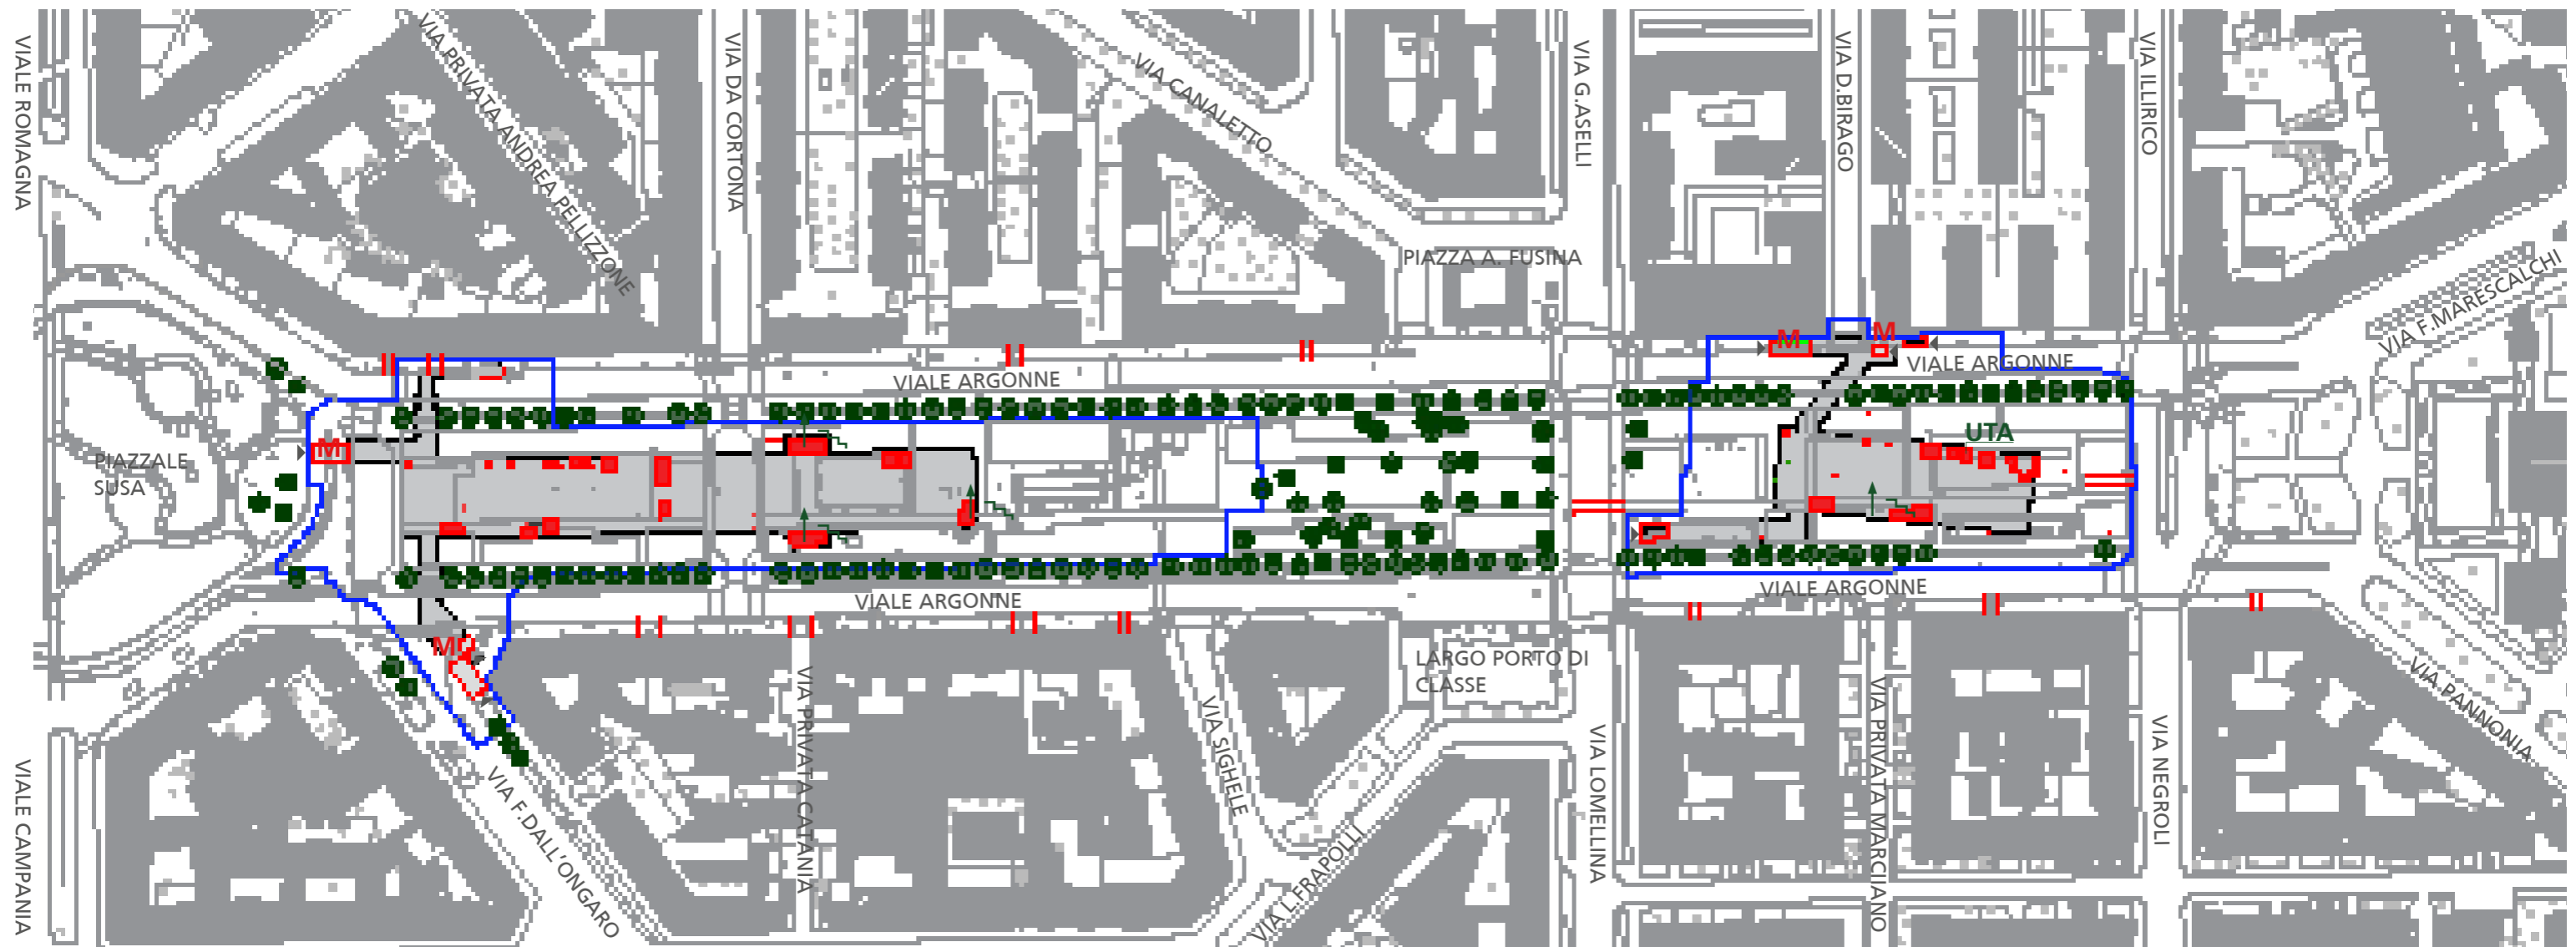 VIALE ROMAGNA
VIA PRIVATA ANDREA PELLIZZONE
VIA DA CORTONA
VIA CANALETTO
VIA G.ASELLI
VIA D.BIRAGO
VIA ILLIRICO
PIAZZA A. FUSINA
VIA F.MARESCALCHI
M
M
VIALE ARGONNE
VIALE ARGONNE
UTA
M
PIAZZALE
SUSA
VIALE ARGONNE
VIALE ARGONNE
M
LARGO PORTO DI
CLASSE
VIA PRIVATA CATANIA
VIA SIGHELE
VIA LOMELLINA
VIA PRIVATA MARCIANO
VIA NEGROLI
VIA PANNONIA
VIALE CAMPANIA
VIA F.DALL'ONGARO
VIA L.FRAPOLLI